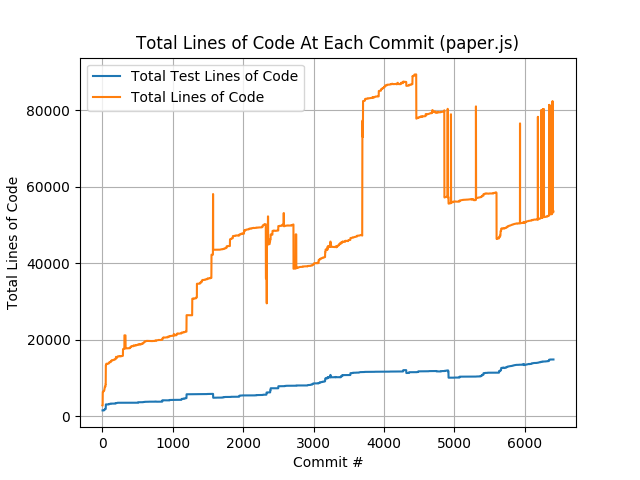 Total Lines of Code At Each Commit (paper.js)
Total Test Lines of Code
Total Lines of Code
Total Lines of Code
80000
60000
40000
20000
0
0 1000 2000 3000 4000 5000 6000
Commit #